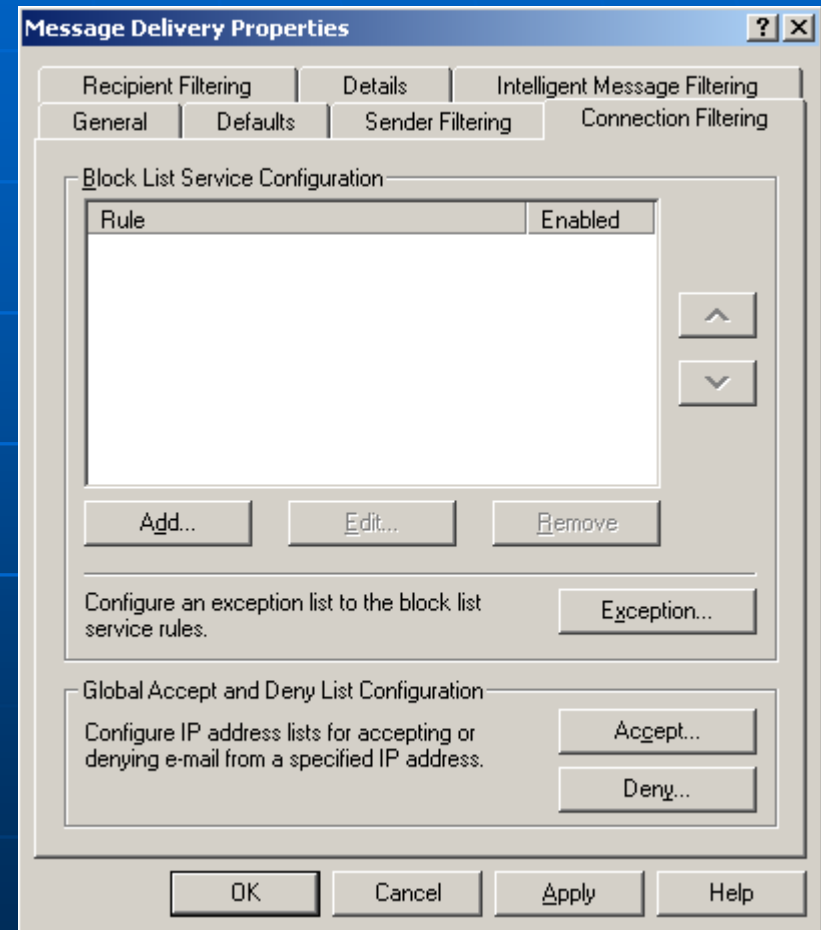 Message Delivery Properties
Recipient Filtering Details Intelligent Message Filtering
General Defaults Sender Filtering Connection Filtering
Block List Service Configuration
Rule Enabled
Add... Edit... Remove
Configure an exception list to the block list
service rules.
Exception...
Global Accept and Deny List Configuration
Configure IP address lists for accepting or
denying e-mail from a specified IP address.
Accept...
Deny...
OK Cancel Apply Help